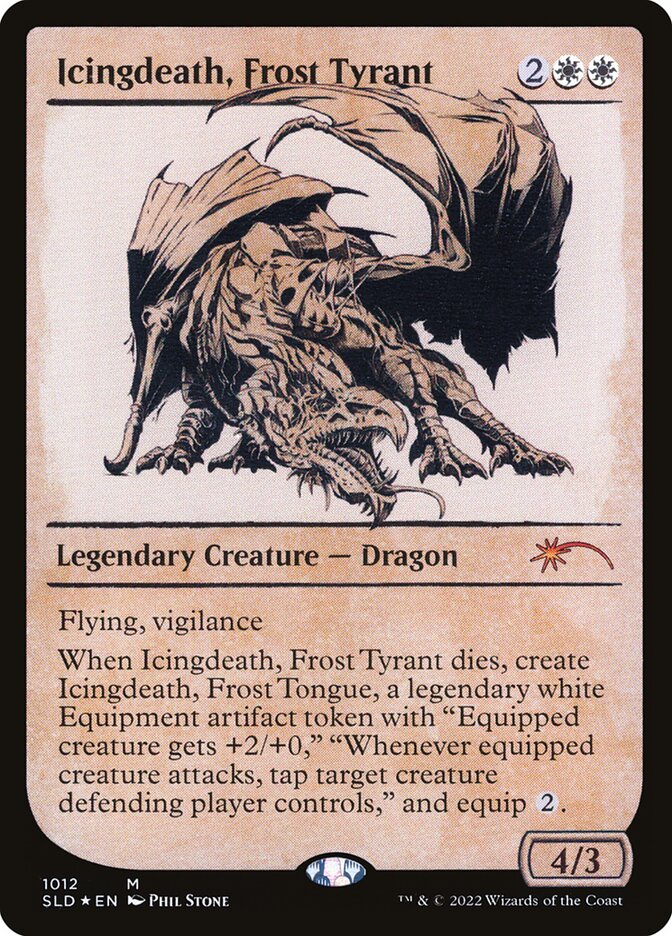 Icingdeath, Frost Tyrant 2
Legendary Creature — Dragon
Flying, vigilance
When Icingdeath, Frost Tyrant dies, create
Icingdeath, Frost Tongue, a legendary white
Equipment artifact token with “Equipped
creature gets +2/+0,” “Whenever equipped
creature attacks, tap target creature
defending player controls,” and equip 2.
4/3
1012 M
SLD ★ EN Phil Stone
™ & © 2022 Wizards of the Coast